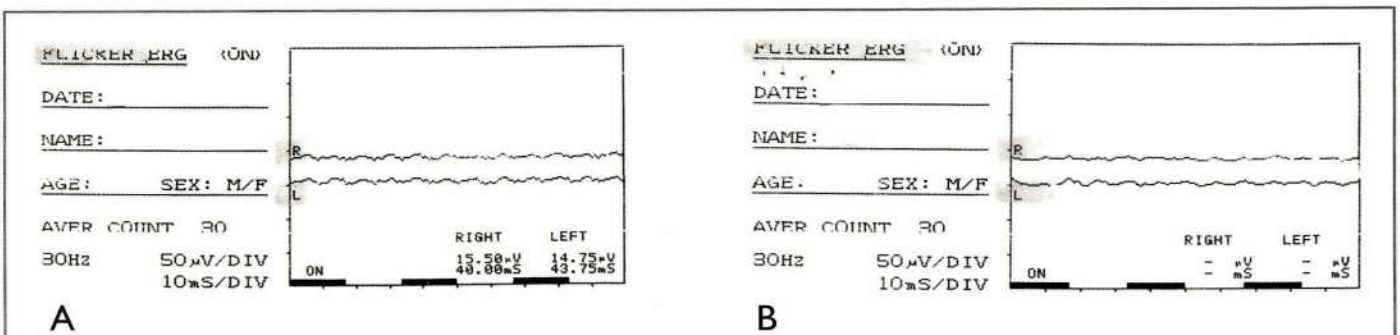 FLICKER ERG (ON)
DATE:
NAME:
AGE: SEX: M/F
AVER COUNT 30
30Hz 50μV/DIV
10mS/DIV
R
L
RIGHT LEFT
15.50μV 14.75μV
40.00mS 43.75mS
ON
A
FLICKER ERG (ON)
DATE:
NAME:
AGE: SEX: M/F
AVER COUNT 30
30Hz 50μV/DIV
10mS/DIV
R
L
RIGHT LEFT
- μV - μV
- mS - mS
ON
B